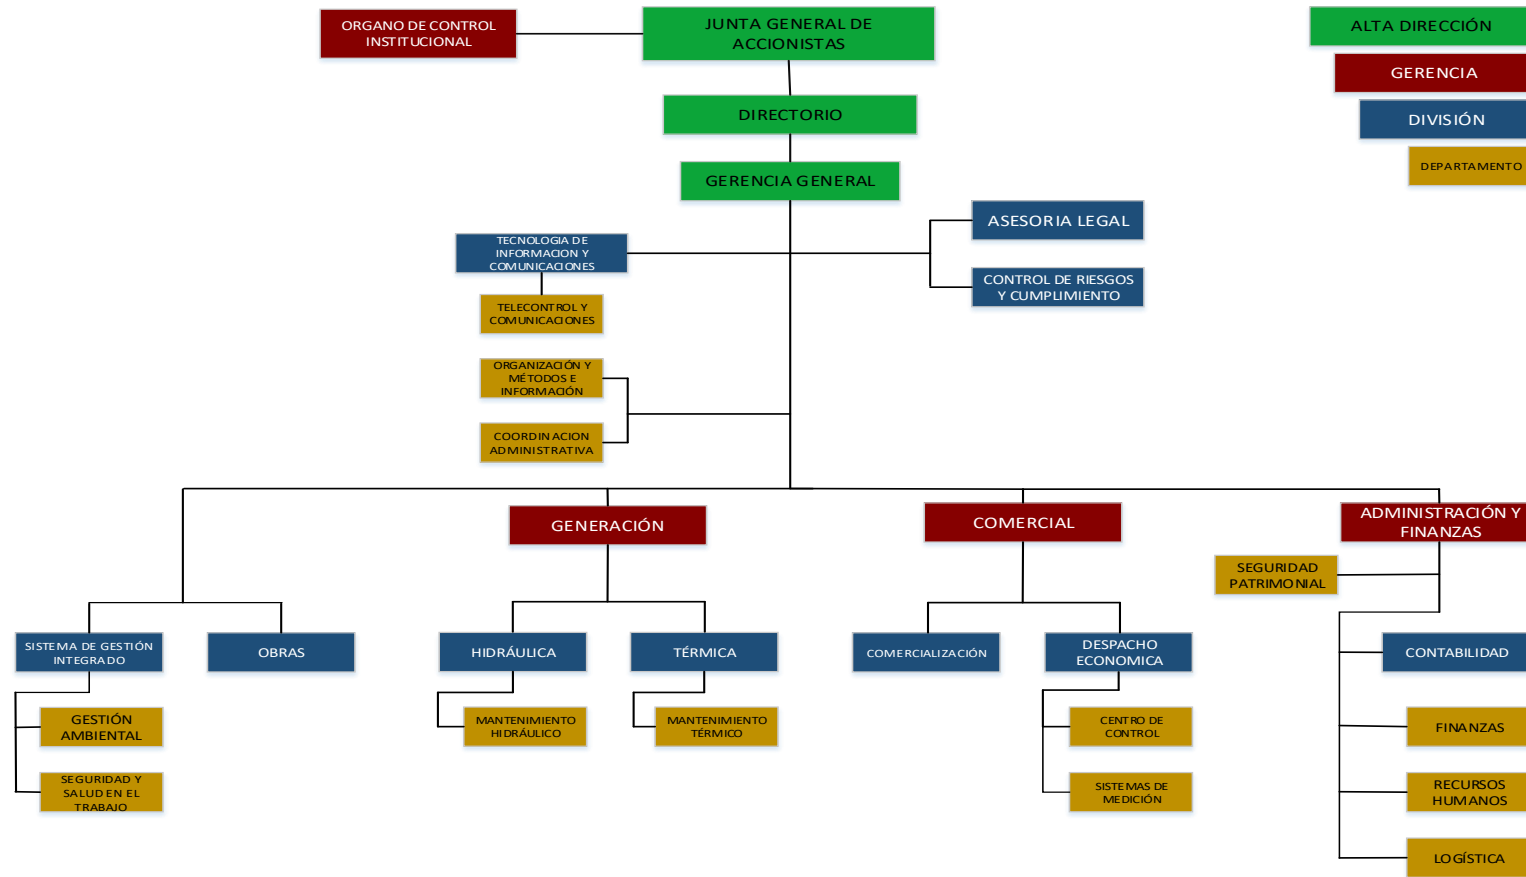 ORGANO DE CONTROL
INSTITUCIONAL
JUNTA GENERAL DE
ACCIONISTAS
ALTA DIRECCIÓN
GERENCIA
DIVISIÓN
DEPARTAMENTO
DIRECTORIO
GERENCIA GENERAL
ASESORIA LEGAL
TECNOLOGIA DE
INFORMACION Y
COMUNICACIONES
CONTROL DE RIESGOS
Y CUMPLIMIENTO
TELECONTROL Y
COMUNICACIONES
ORGANIZACIÓN Y
MÉTODOS E
INFORMACIÓN
COORDINACION
ADMINISTRATIVA
GENERACIÓN
COMERCIAL
ADMINISTRACIÓN Y
FINANZAS
SEGURIDAD
PATRIMONIAL
SISTEMA DE GESTIÓN
INTEGRADO
OBRAS
HIDRÁULICA
TÉRMICA
COMERCIALIZACIÓN
DESPACHO
ECONOMICA
CONTABILIDAD
GESTIÓN
AMBIENTAL
MANTENIMIENTO
HIDRÁULICO
MANTENIMIENTO
TÉRMICO
CENTRO DE
CONTROL
FINANZAS
SEGURIDAD Y
SALUD EN EL
TRABAJO
SISTEMAS DE
MEDICIÓN
RECURSOS
HUMANOS
LOGÍSTICA